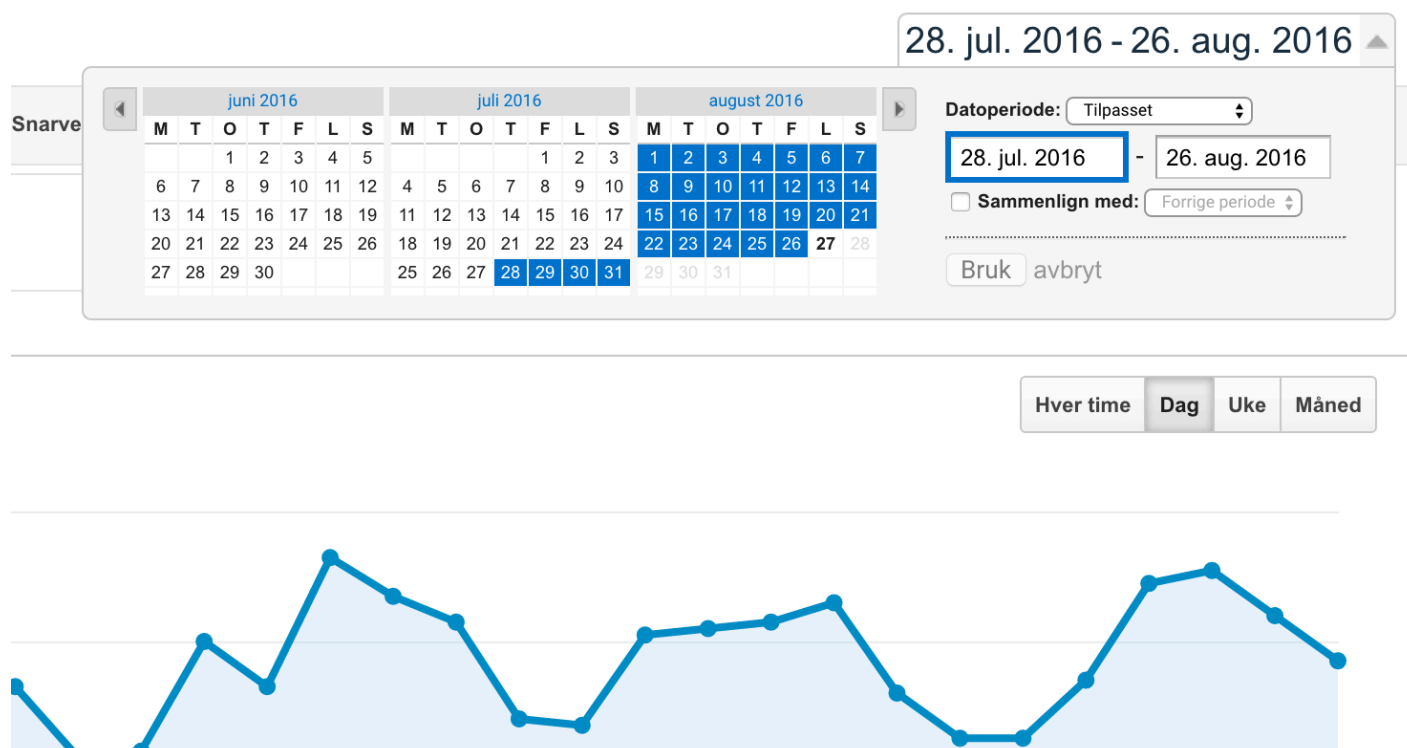 28. jul. 2016 - 26. aug. 2016
Snarve
juni 2016 juli 2016 august 2016
M T O T F L S M T O T F L S M T O T F L S
1 2 3 4 5 1 2 3 1 2 3 4 5 6 7
6 7 8 9 10 11 12 4 5 6 7 8 9 10 8 9 10 11 12 13 14
13 14 15 16 17 18 19 11 12 13 14 15 16 17 15 16 17 18 19 20 21
20 21 22 23 24 25 26 18 19 20 21 22 23 24 22 23 24 25 26 27 28
27 28 29 30 25 26 27 28 29 30 31 29 30 31
Datoperiode: Tilpasset
28. jul. 2016 - 26. aug. 2016
Sammenlign med: Forrige periode
Bruk avbryt
Hver time Dag Uke Måned